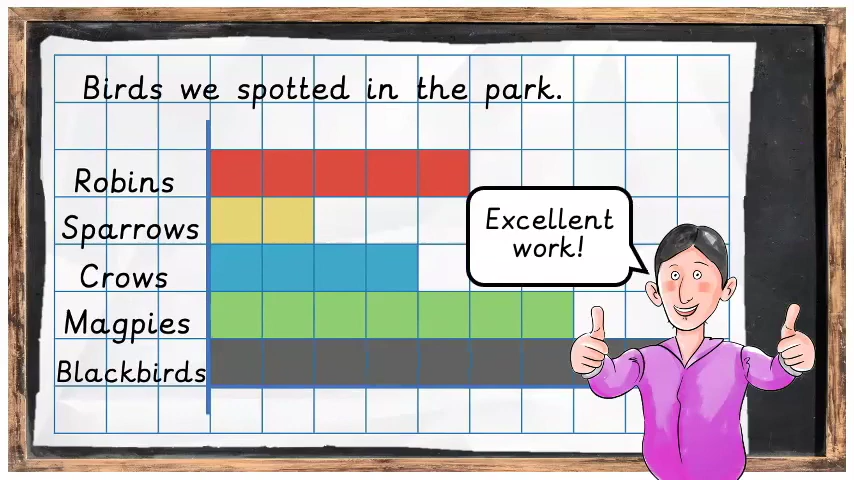 Birds we spotted in the park.
Robins
Sparrows
Excellent
work!
Crows
Magpies
Blackbirds